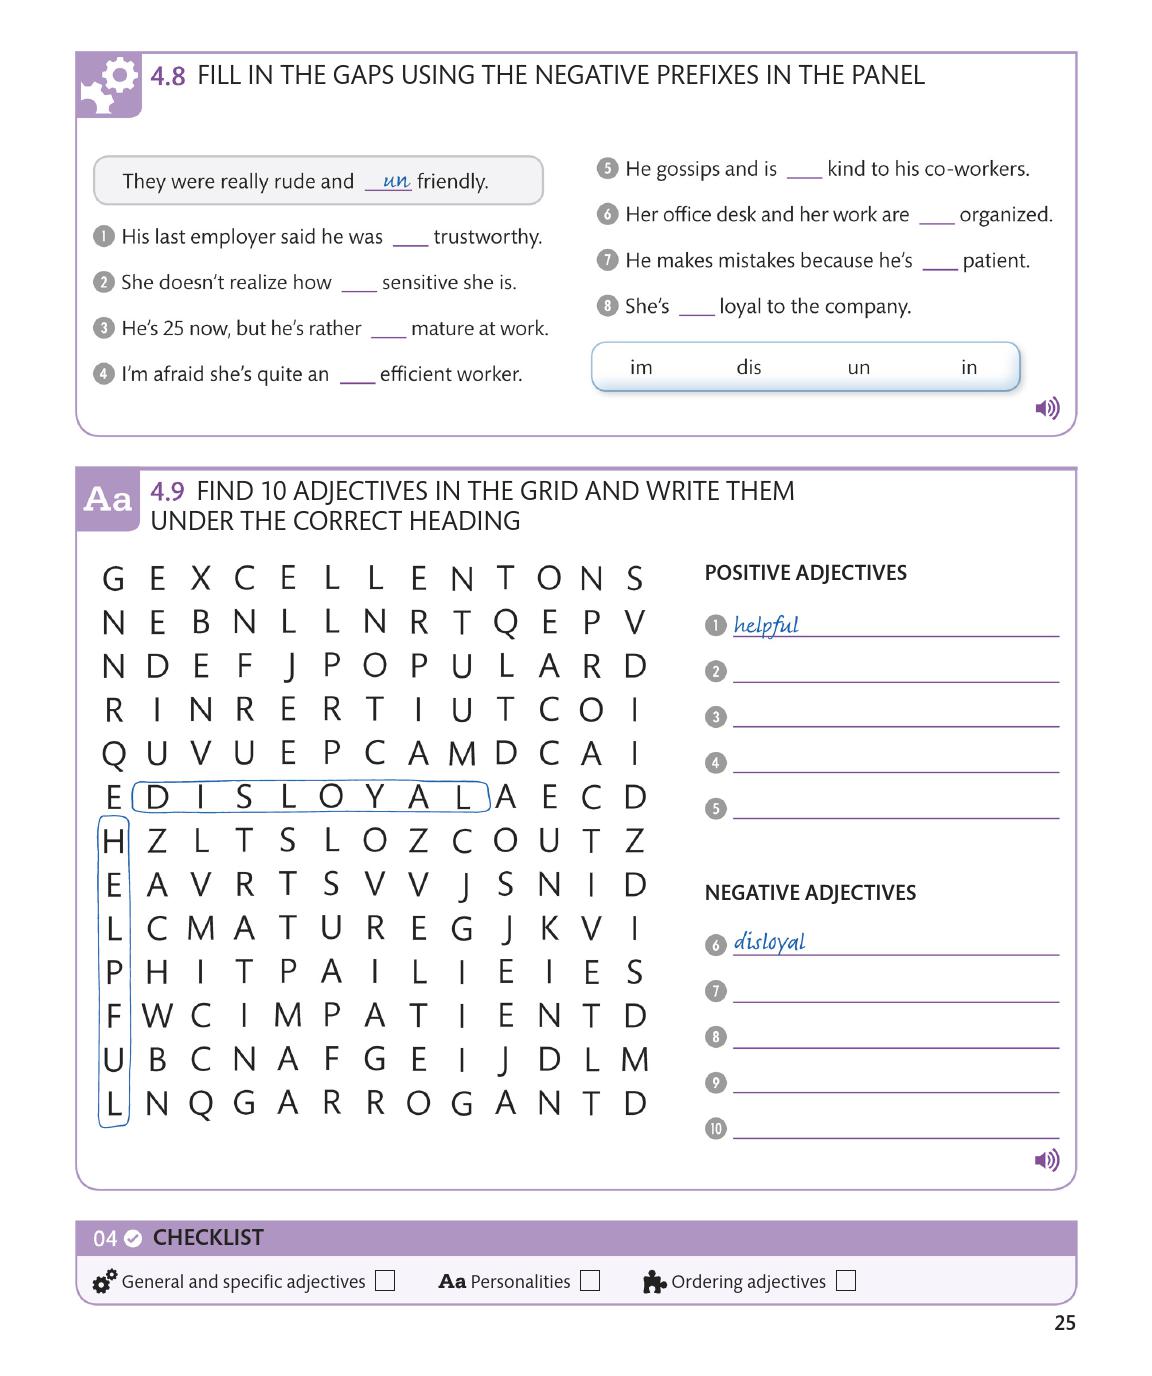 4.8 FILL IN THE GAPS USING THE NEGATIVE PREFIXES IN THE PANEL
They were really rude and un friendly.
1 His last employer said he was ___ trustworthy.
2 She doesn't realize how ___ sensitive she is.
3 He's 25 now, but he's rather ___ mature at work.
4 I'm afraid she's quite an ___ efficient worker.
5 He gossips and is ___ kind to his co-workers.
6 Her office desk and her work are ___ organized.
7 He makes mistakes because he's ___ patient.
8 She's ___ loyal to the company.
im dis un in
Aa 4.9 FIND 10 ADJECTIVES IN THE GRID AND WRITE THEM
UNDER THE CORRECT HEADING
G E X C E L L E N T O N S
N E B N L L N R T Q E P V
N D E F J P O P U L A R D
R I N R E R T I U T C O I
Q U V U E P C A M D C A I
E D I S L O Y A L A E C D
H Z L T S L O Z C O U T Z
E A V R T S V V J S N I D
L C M A T U R E G J K V I
P H I T P A I L I E I E S
F W C I M P A T I E N T D
U B C N A F G E I J D L M
L N Q G A R R O G A N T D
POSITIVE ADJECTIVES
1 helpful
2
3
4
5
NEGATIVE ADJECTIVES
6 disloyal
7
8
9
10
04 CHECKLIST
General and specific adjectives Aa Personalities Ordering adjectives
25